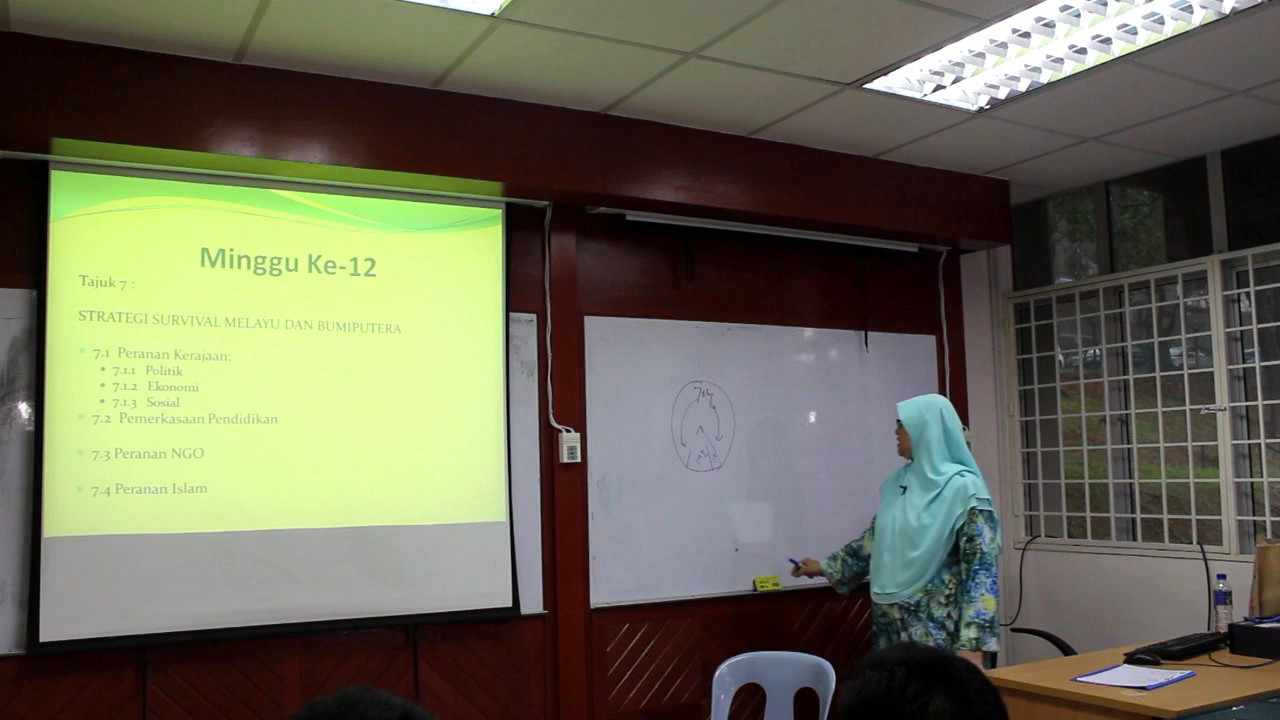 Minggu Ke-12
Tajuk 7 :
STRATEGI SURVIVAL MELAYU DAN BUMIPUTERA
7.1 Peranan Kerajaan;
7.1.1 Politik
7.1.2 Ekonomi
7.1.3 Sosial
7.2 Pemerkasaan Pendidikan
7.3 Peranan NGO
7.4 Peranan Islam